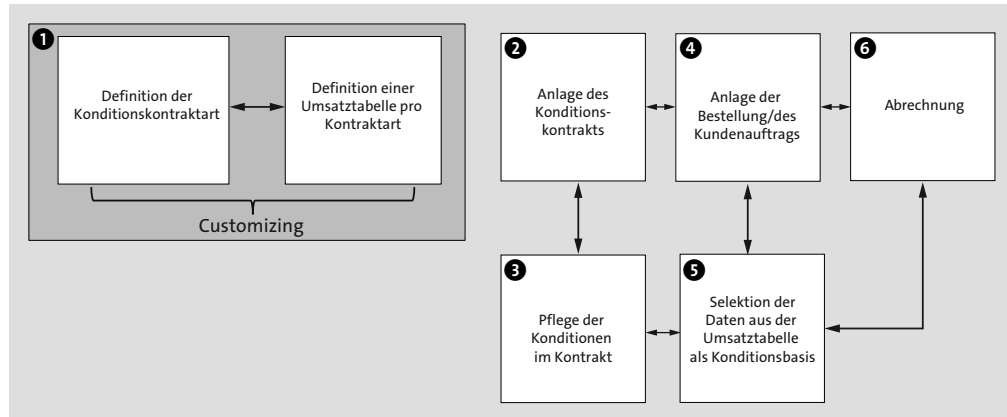 1
Definition der
Konditionskontraktart
Definition einer
Umsatztabelle pro
Kontraktart
Customizing
2
Anlage des
Konditions-
kontrakts
4
Anlage der
Bestellung/des
Kundenauftrags
6
Abrechnung
3
Pflege der
Konditionen
im Kontrakt
5
Selektion der
Daten aus der
Umsatztabelle
als Konditionsbasis